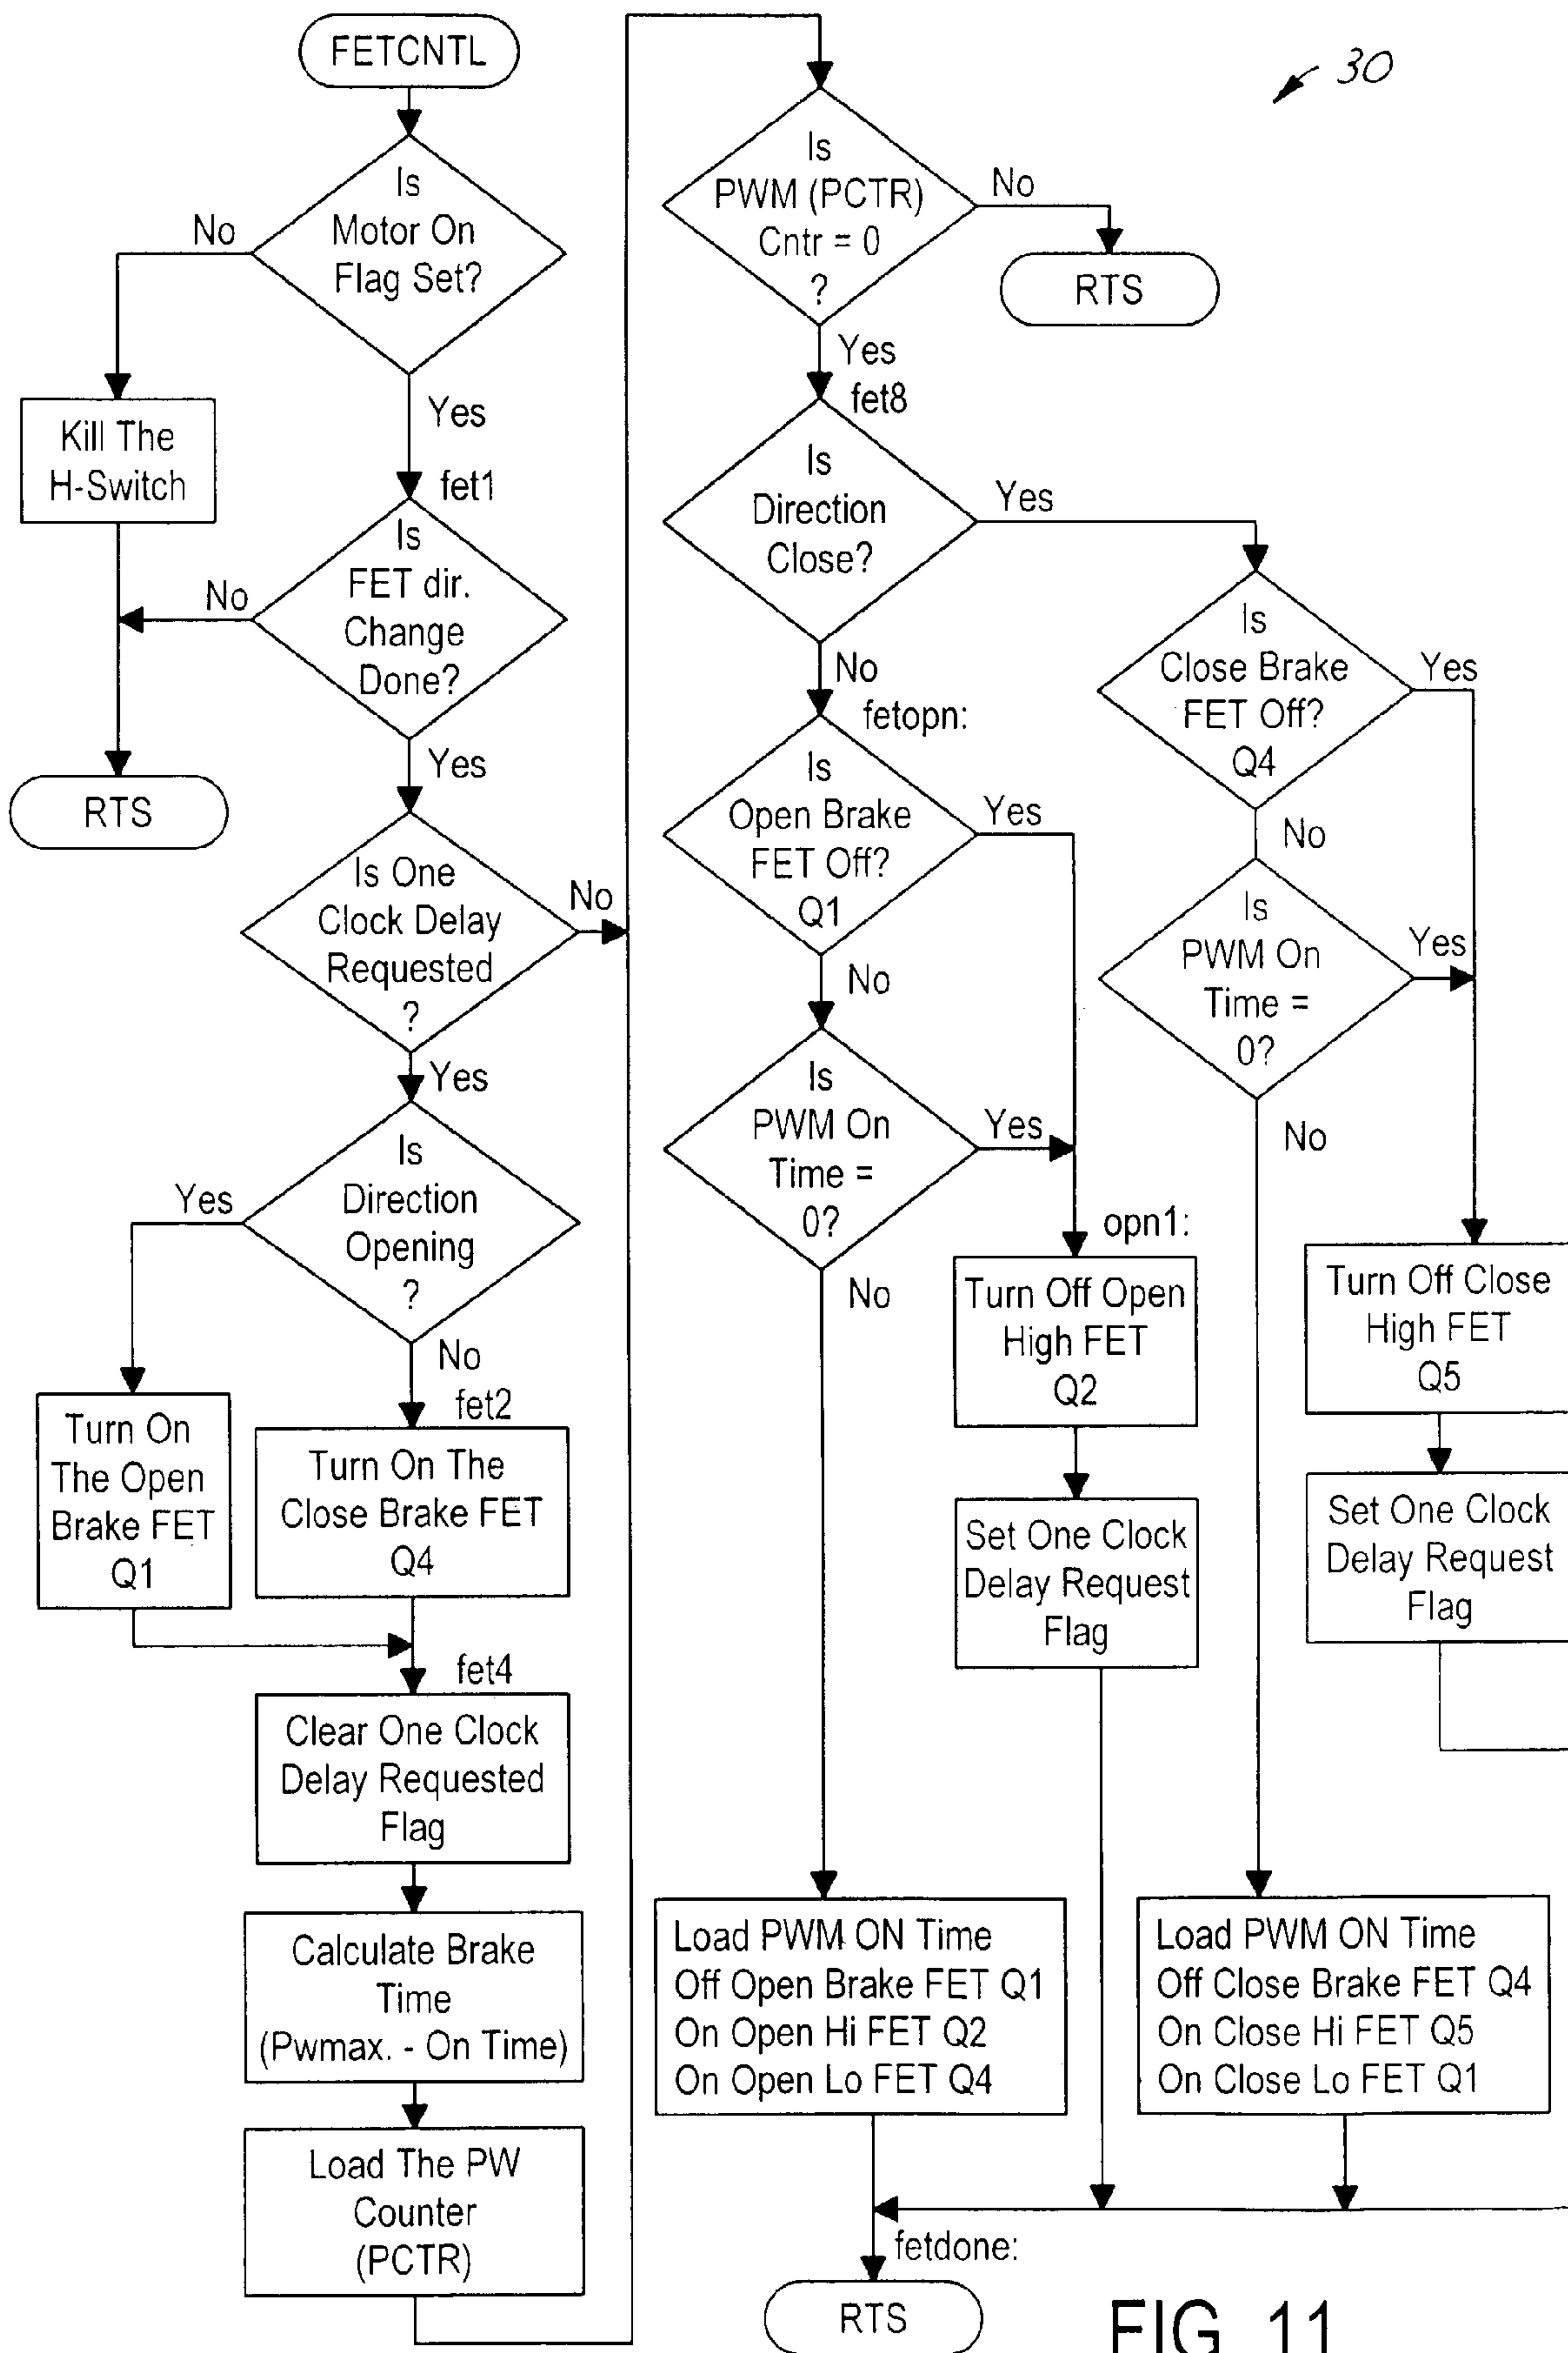 FETCNTL
Is
Motor On
Flag Set?
No
Yes
Kill The
H-Switch
fet1
Is
FET dir.
Change
Done?
No
Yes
RTS
Is One
Clock Delay
Requested
?
No
Yes
Is
Direction
Opening
?
Yes
No
fet2
Turn On
The Open
Brake FET
Q1
Turn On The
Close Brake FET
Q4
fet4
Clear One Clock
Delay Requested
Flag
Calculate Brake
Time
(Pwmax. - On Time)
Load The PW
Counter
(PCTR)
30
Is
PWM (PCTR)
Cntr = 0
?
No
RTS
Yes
fet8
Is
Direction
Close?
Yes
No
fetopn:
Is
Open Brake
FET Off?
Q1
Yes
No
Is
PWM On
Time =
0?
Yes
No
opn1:
Turn Off Open
High FET
Q2
Set One Clock
Delay Request
Flag
Is
Close Brake
FET Off?
Q4
Yes
No
Is
PWM On
Time =
0?
Yes
No
Turn Off Close
High FET
Q5
Set One Clock
Delay Request
Flag
Load PWM ON Time
Off Open Brake FET Q1
On Open Hi FET Q2
On Open Lo FET Q4
Load PWM ON Time
Off Close Brake FET Q4
On Close Hi FET Q5
On Close Lo FET Q1
fetdone:
RTS
FIG. 11